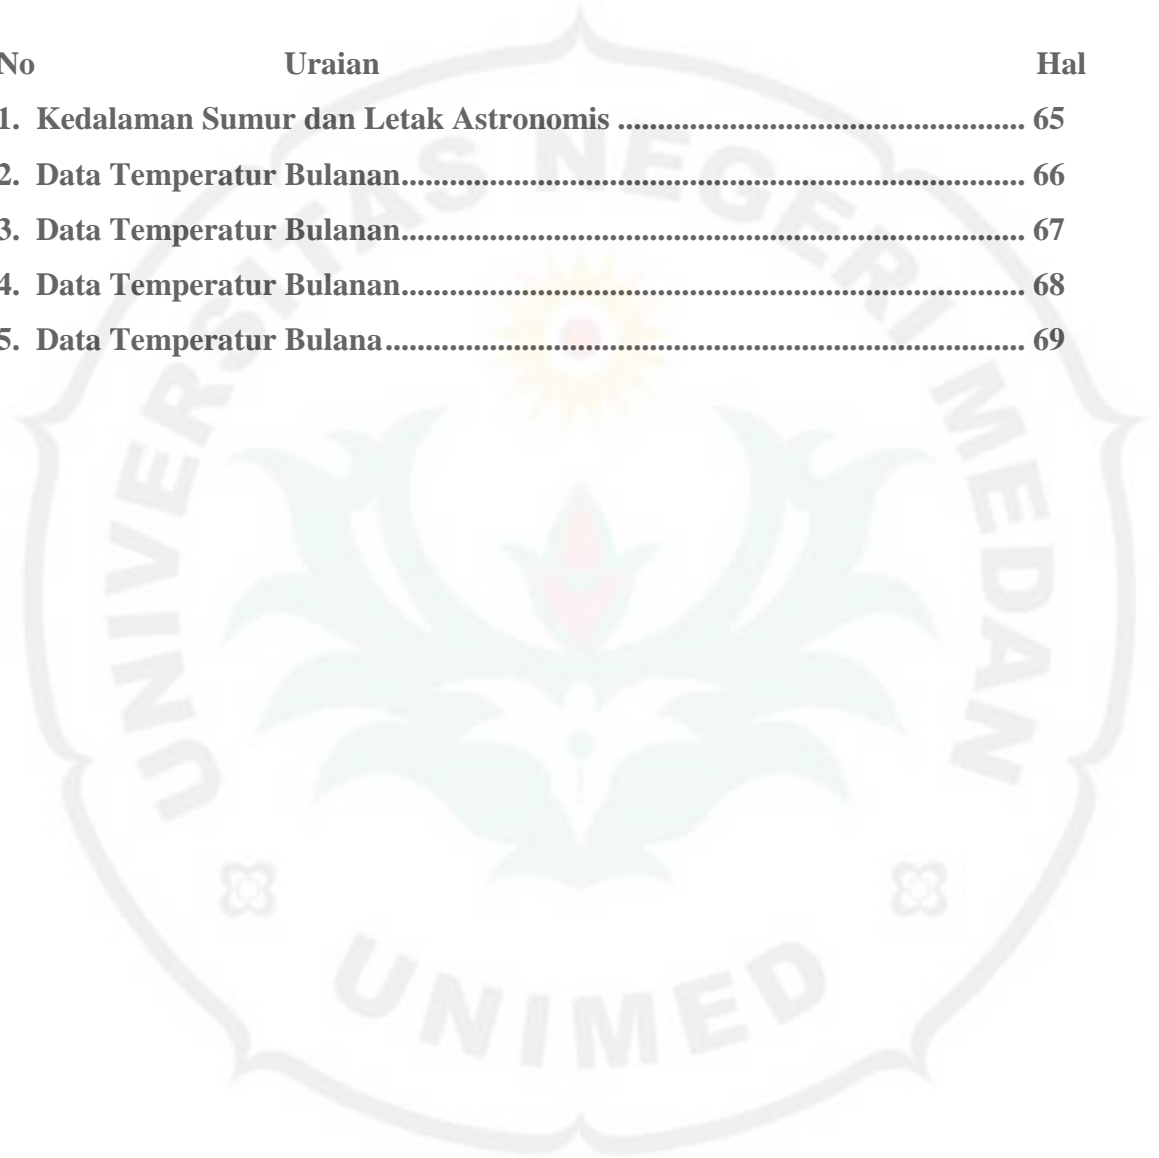 No Uraian Hal
1. Kedalaman Sumur dan Letak Astronomis .................................................... 65
2. Data Temperatur Bulanan............................................................................... 66
3. Data Temperatur Bulanan............................................................................... 67
4. Data Temperatur Bulanan............................................................................... 68
5. Data Temperatur Bulana................................................................................. 69
UNIVERSITAS NEGERI MEDAN
UNIMED